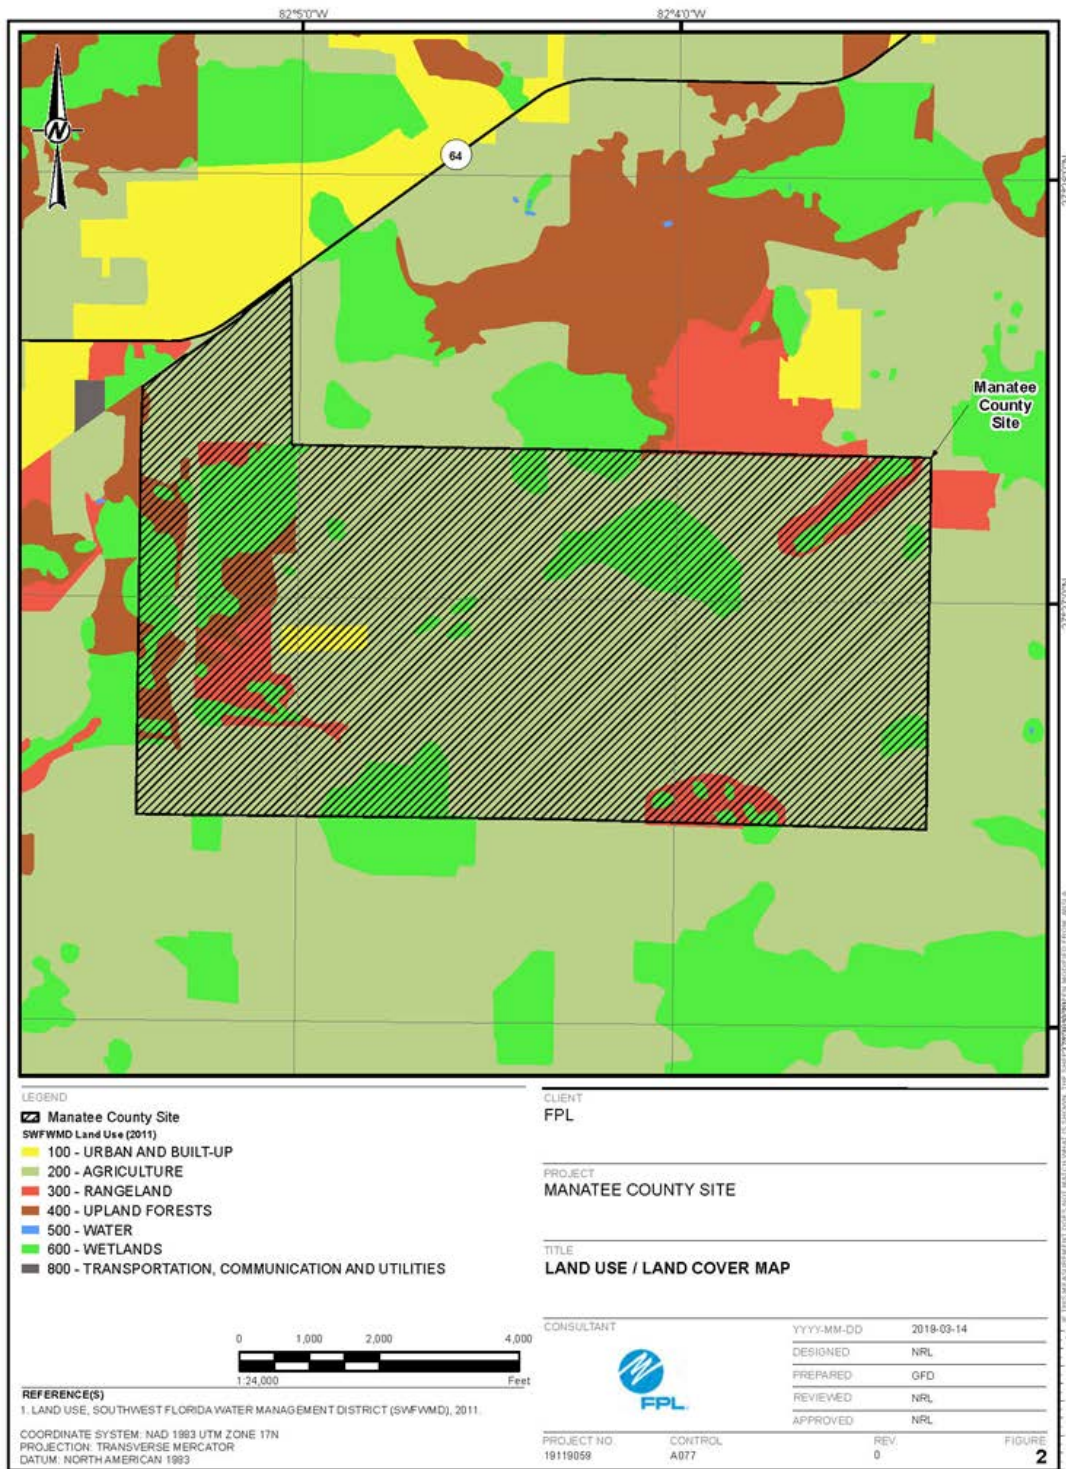 82°5'0"W
82°4'0"W
N
64
Manatee
County
Site
LEGEND
Manatee County Site
SWFWMD Land Use (2011)
100 - URBAN AND BUILT-UP
200 - AGRICULTURE
300 - RANGELAND
400 - UPLAND FORESTS
500 - WATER
600 - WETLANDS
800 - TRANSPORTATION, COMMUNICATION AND UTILITIES
0 1,000 2,000 4,000
1:24,000 Feet
REFERENCE(S)
1. LAND USE, SOUTHWEST FLORIDA WATER MANAGEMENT DISTRICT (SWFWMD), 2011.
COORDINATE SYSTEM: NAD 1983 UTM ZONE 17N
PROJECTION: TRANSVERSE MERCATOR
DATUM: NORTH AMERICAN 1983
CLIENT
FPL
PROJECT
MANATEE COUNTY SITE
TITLE
LAND USE / LAND COVER MAP
CONSULTANT
FPL.
YYYY-MM-DD 2019-03-14
DESIGNED NRL
PREPARED GFD
REVIEWED NRL
APPROVED NRL
PROJECT NO. CONTROL REV. FIGURE
19119059 A077 0 2